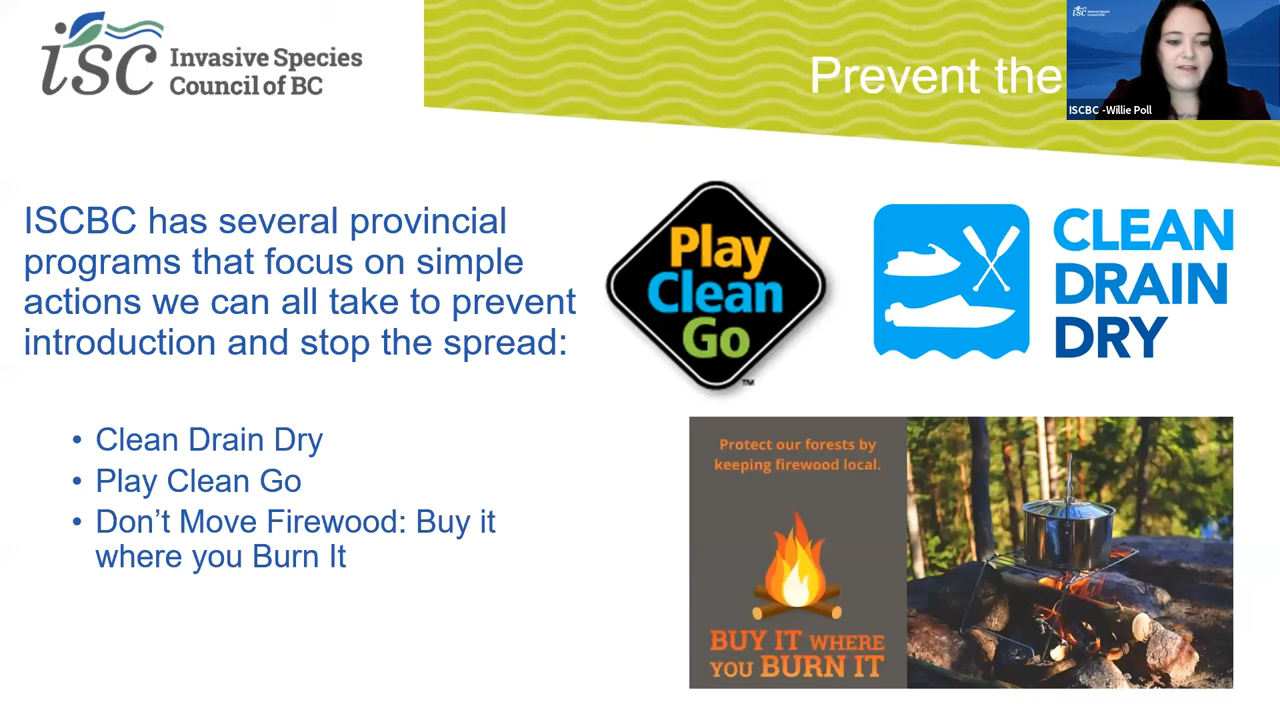 isc Invasive Species
Council of BC
Prevent the
isc
ISCBC -Willie Poll
ISCBC has several provincial
programs that focus on simple
actions we can all take to prevent
introduction and stop the spread:
• Clean Drain Dry
• Play Clean Go
• Don’t Move Firewood: Buy it
where you Burn It
Play
Clean
Go
TM
CLEAN
DRAIN
DRY
Protect our forests by
keeping firewood local.
BUY IT WHERE
YOU BURN IT